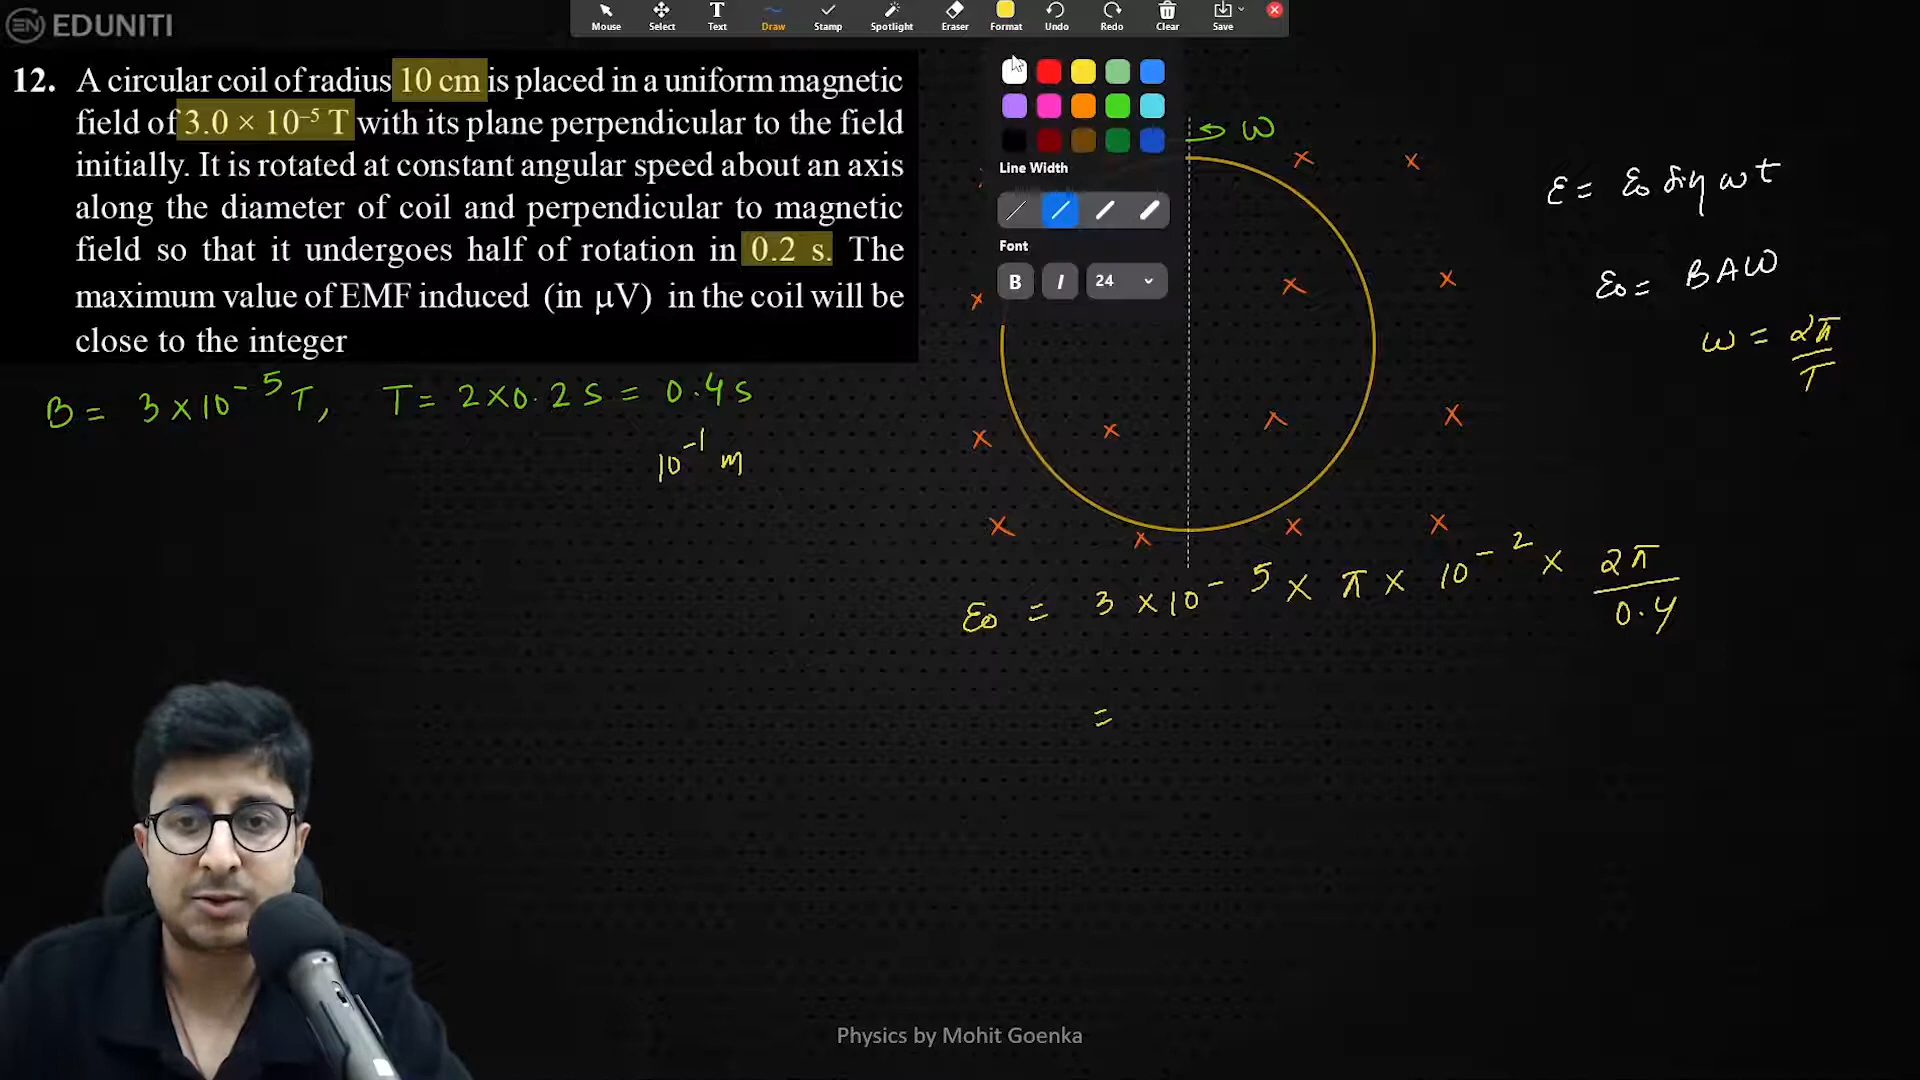 EN EDUNITI
Mouse Select Text Draw Stamp Spotlight Eraser Format Undo Redo Clear Save
12. A circular coil of radius 10 cm is placed in a uniform magnetic
field of 3.0 × 10⁻⁵ T with its plane perpendicular to the field
initially. It is rotated at constant angular speed about an axis
along the diameter of coil and perpendicular to magnetic
field so that it undergoes half of rotation in 0.2 s. The
maximum value of EMF induced (in μV) in the coil will be
close to the integer
B = 3 × 10⁻⁵ T, T = 2 × 0.2 s = 0.4 s
10⁻¹ m
Line Width
Font
B I 24
ω
ε = ε₀ sin ωt
ε₀ = BAω
ω = 2π/T
ε₀ = 3 × 10⁻⁵ × π × 10⁻² × 2π/0.4
=
Physics by Mohit Goenka